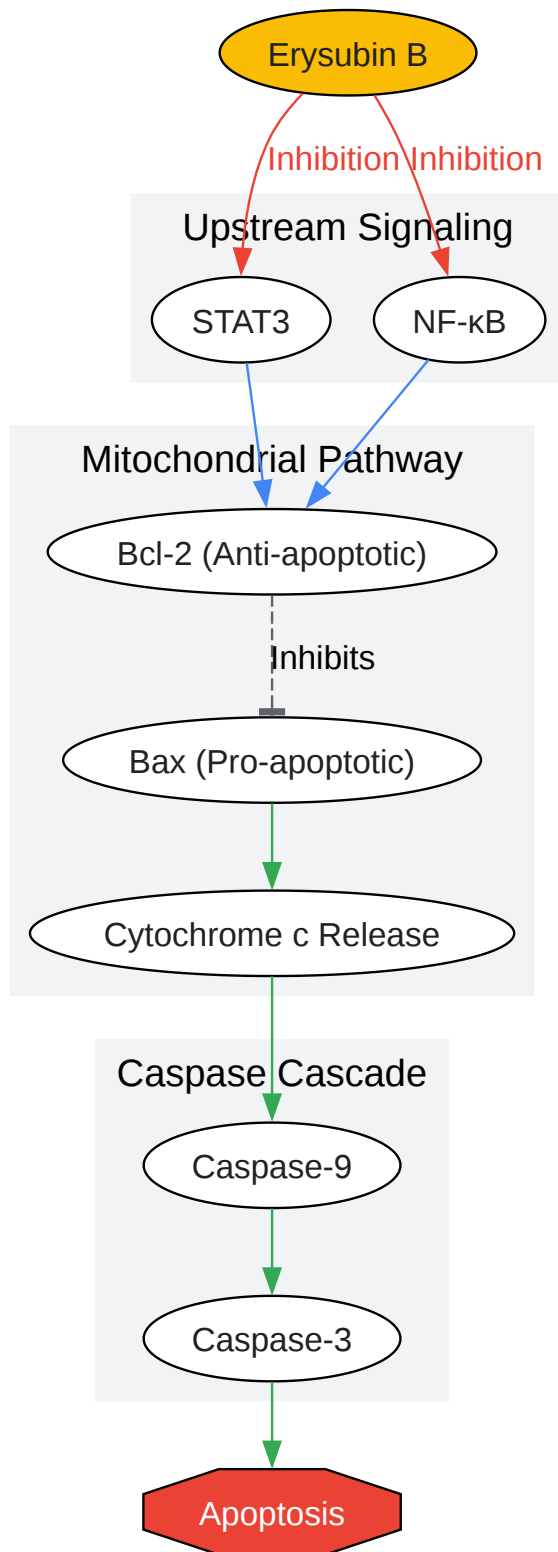 Erysubin B
Inhibition Inhibition
Upstream Signaling
STAT3 NF-κB
Mitochondrial Pathway
Bcl-2 (Anti-apoptotic)
Inhibits
Bax (Pro-apoptotic)
Cytochrome c Release
Caspase Cascade
Caspase-9
Caspase-3
Apoptosis